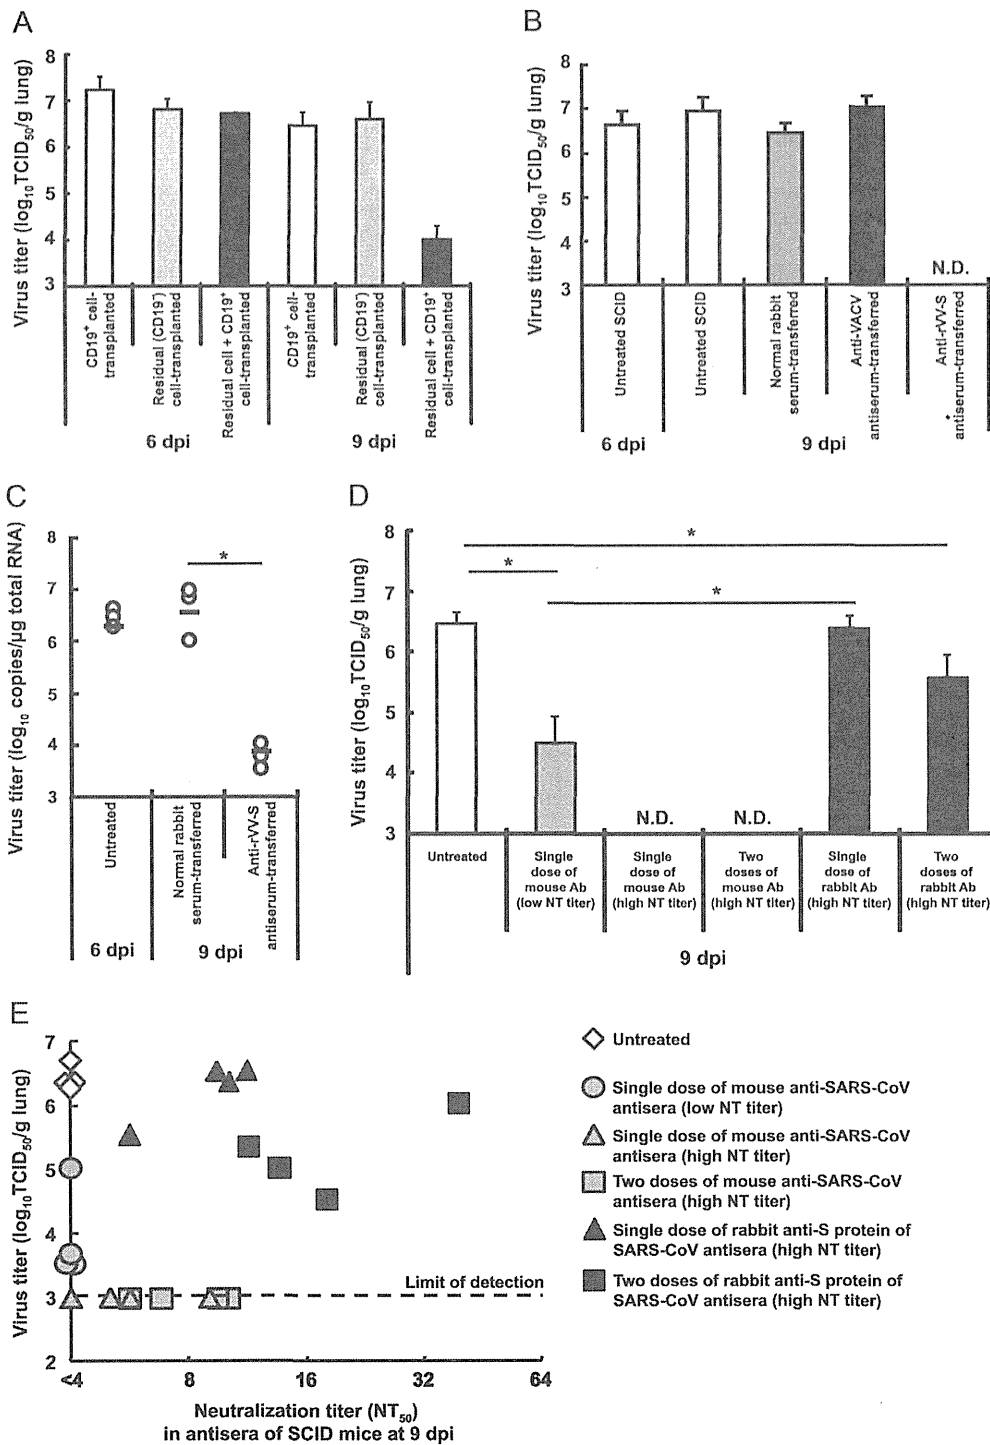 A
Virus titer (log10TCID50/g lung)
8
7
6
5
4
3
CD19+ cell-
transplanted
Residual (CD19-)
cell-transplanted
Residual cell + CD19+
cell-transplanted
CD19+ cell-
transplanted
Residual (CD19-)
cell-transplanted
Residual cell + CD19+
cell-transplanted
6 dpi
9 dpi
B
Virus titer (log10TCID50/g lung)
8
7
6
5
4
3
N.D.
Untreated SCID
Untreated SCID
Normal rabbit
serum-transferred
Anti-VACV
antiserum-transferred
Anti-rVV-S
antiserum-transferred
6 dpi
9 dpi
C
Virus titer (log10 copies/µg total RNA)
8
7
6
5
4
3
*
Untreated
Normal rabbit
serum-transferred
Anti-rVV-S
antiserum-transferred
6 dpi
9 dpi
D
Virus titer (log10TCID50/g lung)
8
7
6
5
4
3
*
*
*
N.D.
N.D.
Untreated
Single
dose of
mouse Ab
(low NT titer)
Single
dose of
mouse Ab
(high NT titer)
Two
doses of
mouse Ab
(high NT titer)
Single
dose of
rabbit Ab
(high NT titer)
Two
doses of
rabbit Ab
(high NT titer)
9 dpi
E
Virus titer (log10TCID50/g lung)
7
6
5
4
3
2
Limit of detection
<4
8
16
32
64
Neutralization titer (NT50)
in antisera of SCID mice at 9 dpi
Untreated
Single dose of mouse anti-SARS-CoV
antisera (low NT titer)
Single dose of mouse anti-SARS-CoV
antisera (high NT titer)
Two doses of mouse anti-SARS-CoV
antisera (high NT titer)
Single dose of rabbit anti-S protein of
SARS-CoV antisera (high NT titer)
Two doses of rabbit anti-S protein of
SARS-CoV antisera (high NT titer)